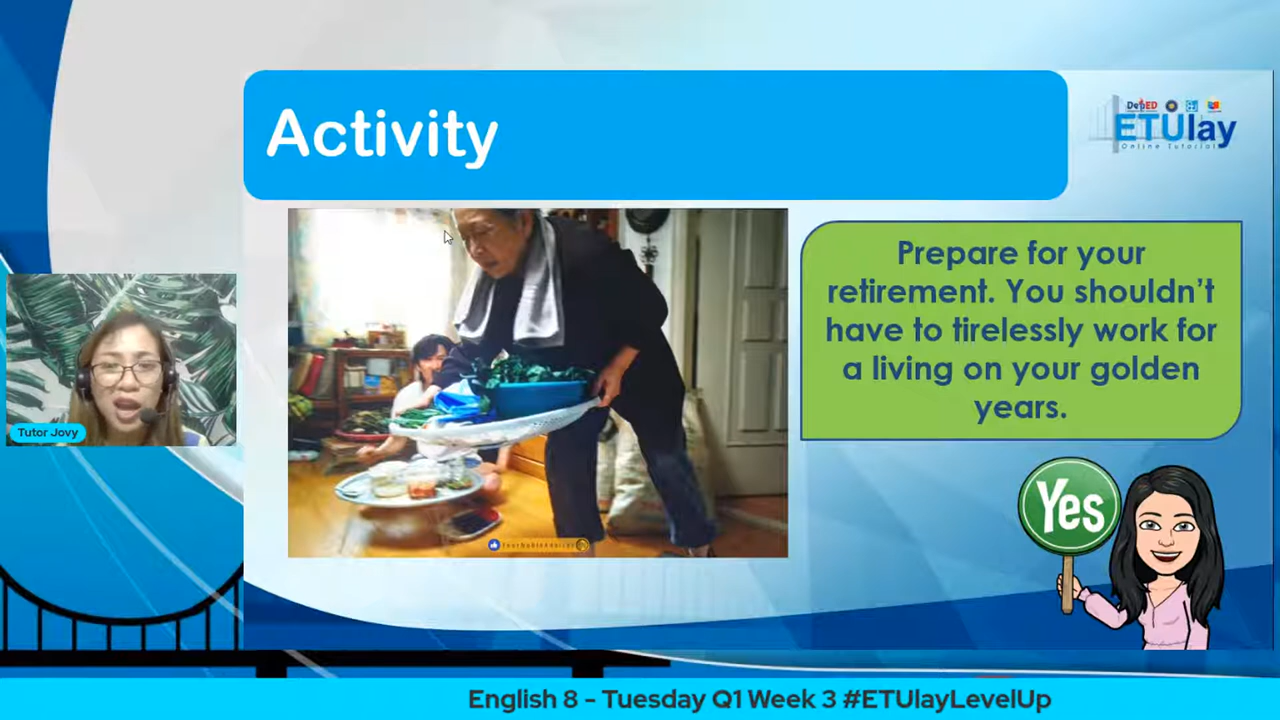 Activity
DepED
ETUlay
Online Tutorial
Prepare for your
retirement. You shouldn't
have to tirelessly work for
a living on your golden
years.
Yes
Tutor Jovy
English 8 - Tuesday Q1 Week 3 #ETUlayLevelUp